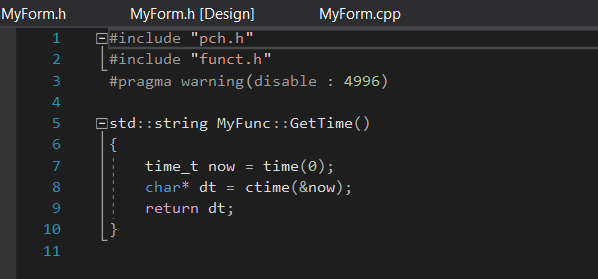 MyForm.h MyForm.h [Design] MyForm.cpp
1 #include "pch.h"
2 #include "funct.h"
3 #pragma warning(disable : 4996)
4
5 std::string MyFunc::GetTime()
6 {
7 time_t now = time(0);
8 char* dt = ctime(&now);
9 return dt;
10 }
11